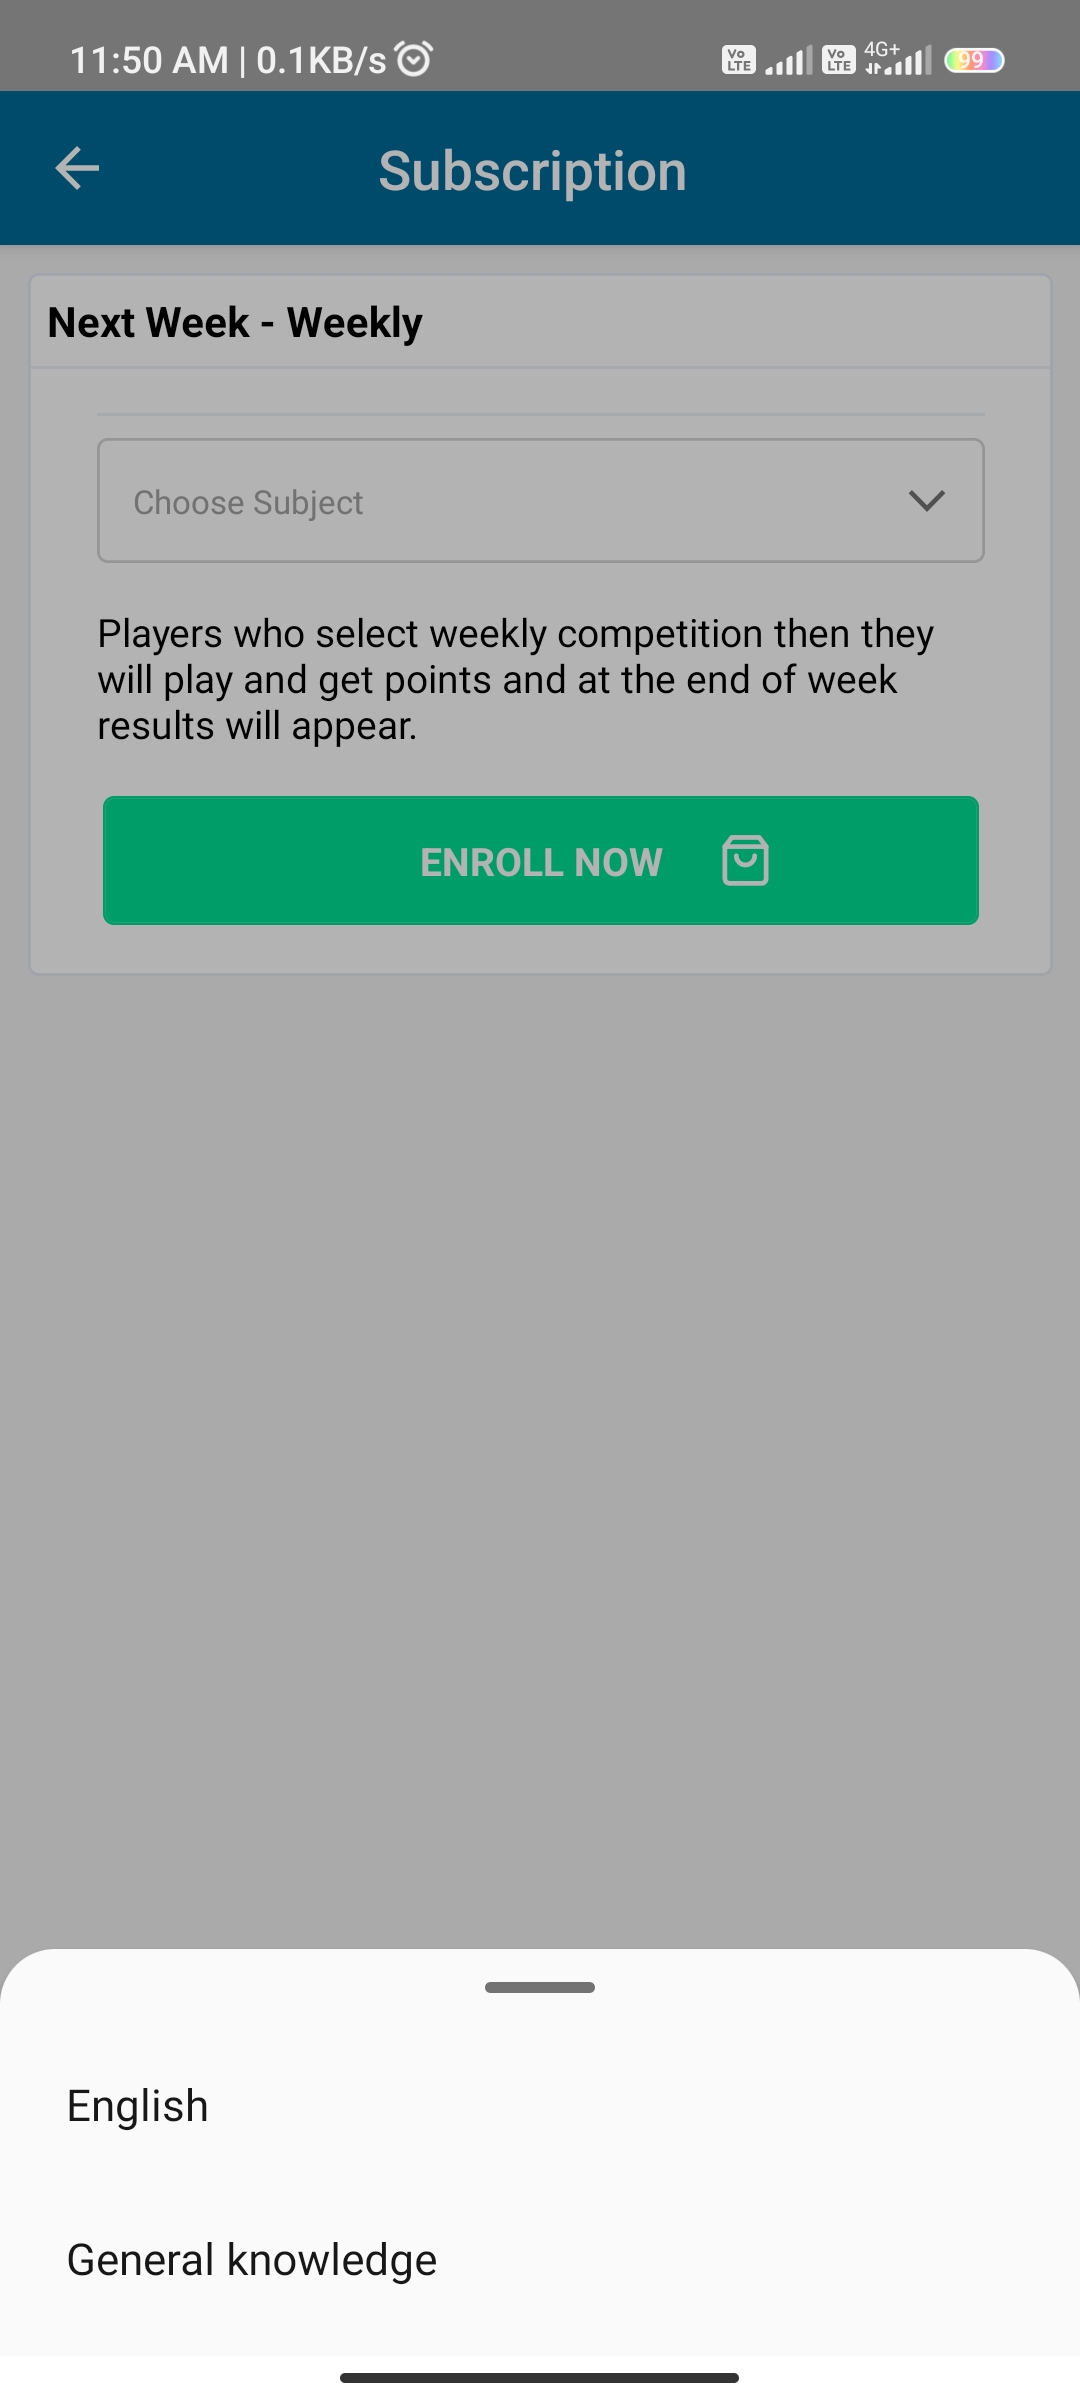 11:50 AM | 0.1KB/s
Vo LTE
Vo LTE
4G+
99
Subscription
Next Week - Weekly
Choose Subject
Players who select weekly competition then they
will play and get points and at the end of week
results will appear.
ENROLL NOW
English
General knowledge